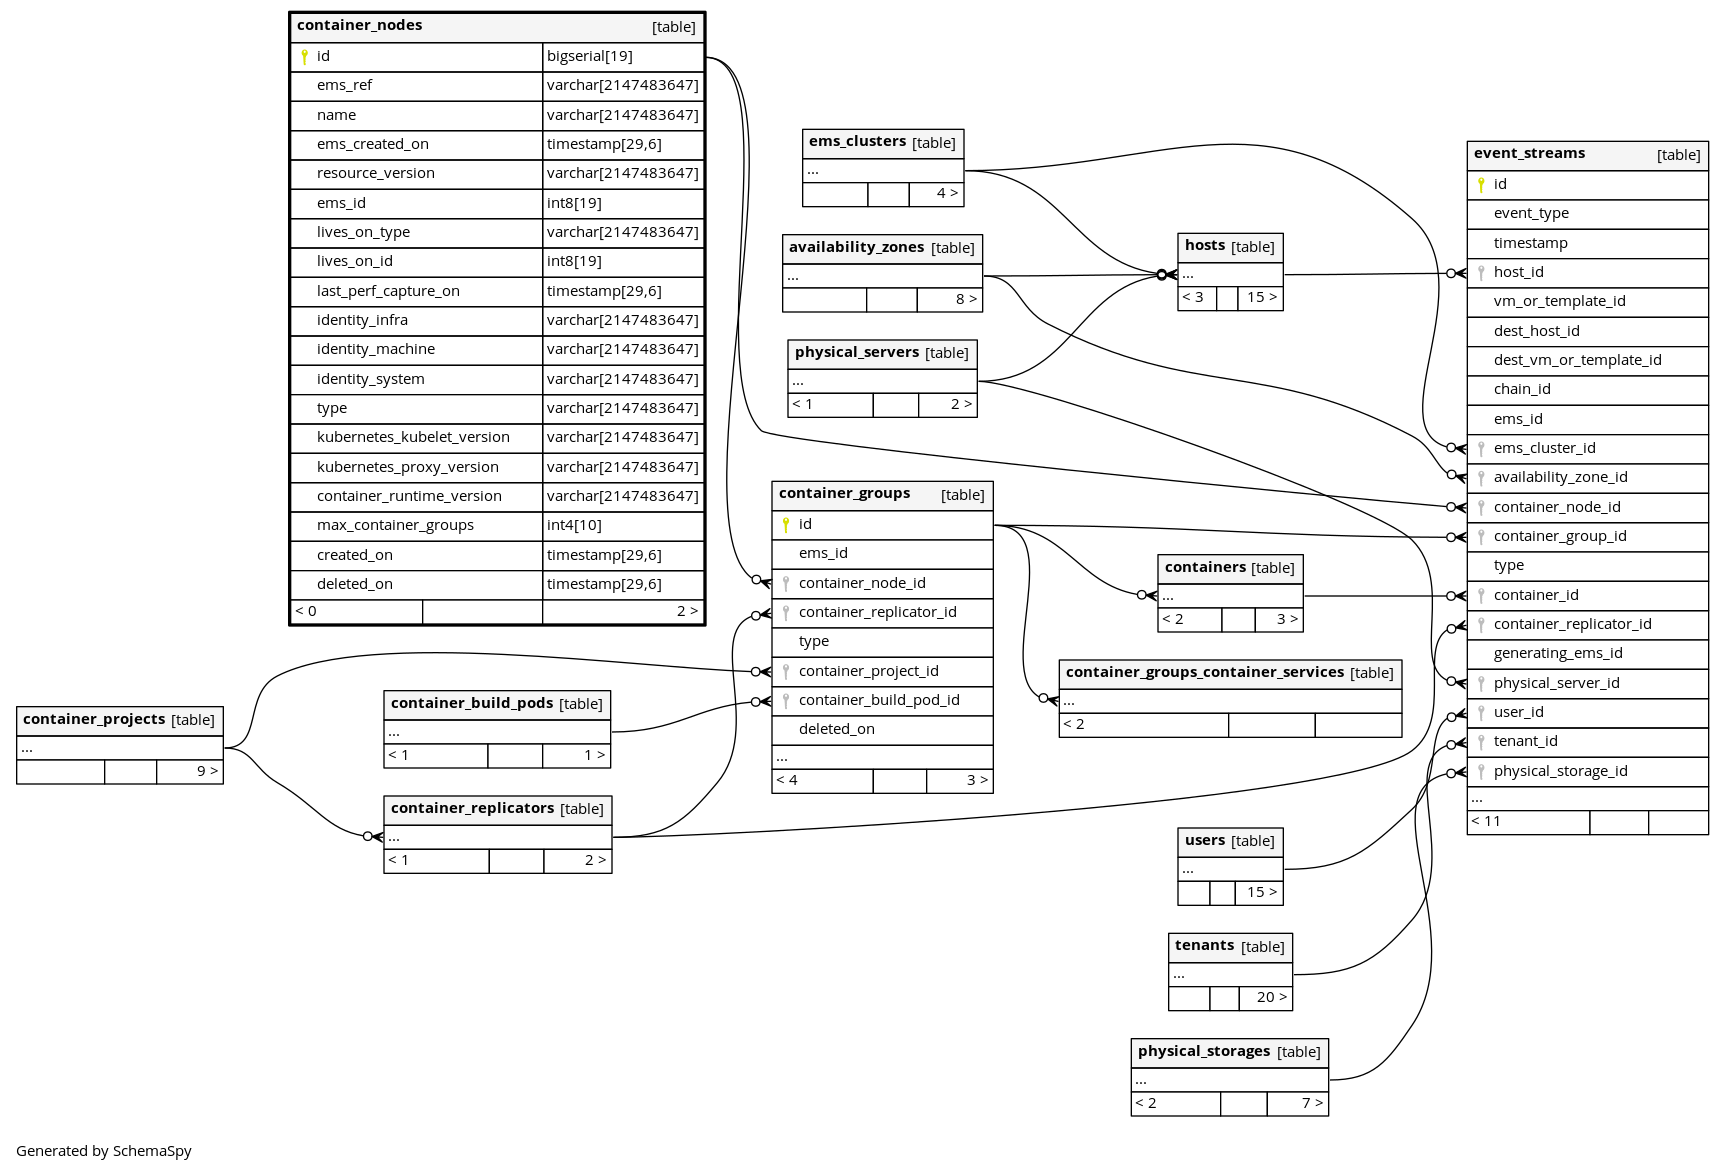 container_nodes [table]
id bigserial[19]
ems_ref varchar[2147483647]
name varchar[2147483647]
ems_created_on timestamp[29,6]
resource_version varchar[2147483647]
ems_id int8[19]
lives_on_type varchar[2147483647]
lives_on_id int8[19]
last_perf_capture_on timestamp[29,6]
identity_infra varchar[2147483647]
identity_machine varchar[2147483647]
identity_system varchar[2147483647]
type varchar[2147483647]
kubernetes_kubelet_version varchar[2147483647]
kubernetes_proxy_version varchar[2147483647]
container_runtime_version varchar[2147483647]
max_container_groups int4[10]
created_on timestamp[29,6]
deleted_on timestamp[29,6]
< 0 2 >
ems_clusters [table]
...
4 >
availability_zones [table]
...
8 >
physical_servers [table]
...
< 1 2 >
hosts [table]
...
< 3 15 >
event_streams [table]
id
event_type
timestamp
host_id
vm_or_template_id
dest_host_id
dest_vm_or_template_id
chain_id
ems_id
ems_cluster_id
availability_zone_id
container_node_id
container_group_id
type
container_id
container_replicator_id
generating_ems_id
physical_server_id
user_id
tenant_id
physical_storage_id
...
< 11
container_groups [table]
id
ems_id
container_node_id
container_replicator_id
type
container_project_id
container_build_pod_id
deleted_on
...
< 4 3 >
containers [table]
...
< 2 3 >
container_groups_container_services [table]
...
< 2
container_projects [table]
...
9 >
container_build_pods [table]
...
< 1 1 >
container_replicators [table]
...
< 1 2 >
users [table]
...
15 >
tenants [table]
...
20 >
physical_storages [table]
...
< 2 7 >
Generated by SchemaSpy